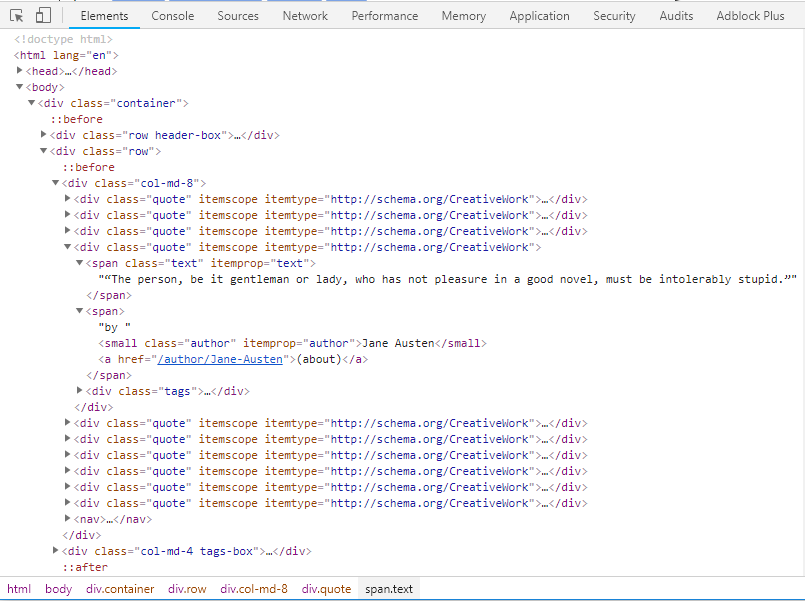 Elements Console Sources Network Performance Memory Application Security Audits Adblock Plus
<!doctype html>
<html lang="en">
<head>…</head>
<body>
<div class="container">
::before
<div class="row header-box">…</div>
<div class="row">
::before
<div class="col-md-8">
<div class="quote" itemscope itemtype="http://schema.org/CreativeWork">…</div>
<div class="quote" itemscope itemtype="http://schema.org/CreativeWork">…</div>
<div class="quote" itemscope itemtype="http://schema.org/CreativeWork">…</div>
<div class="quote" itemscope itemtype="http://schema.org/CreativeWork">
<span class="text" itemprop="text">
"“The person, be it gentleman or lady, who has not pleasure in a good novel, must be intolerably stupid.”"
</span>
<span>
"by "
<small class="author" itemprop="author">Jane Austen</small>
<a href="/author/Jane-Austen">(about)</a>
</span>
<div class="tags">…</div>
</div>
<div class="quote" itemscope itemtype="http://schema.org/CreativeWork">…</div>
<div class="quote" itemscope itemtype="http://schema.org/CreativeWork">…</div>
<div class="quote" itemscope itemtype="http://schema.org/CreativeWork">…</div>
<div class="quote" itemscope itemtype="http://schema.org/CreativeWork">…</div>
<div class="quote" itemscope itemtype="http://schema.org/CreativeWork">…</div>
<div class="quote" itemscope itemtype="http://schema.org/CreativeWork">…</div>
<nav>…</nav>
</div>
<div class="col-md-4 tags-box">…</div>
::after
html body div.container div.row div.col-md-8 div.quote span.text